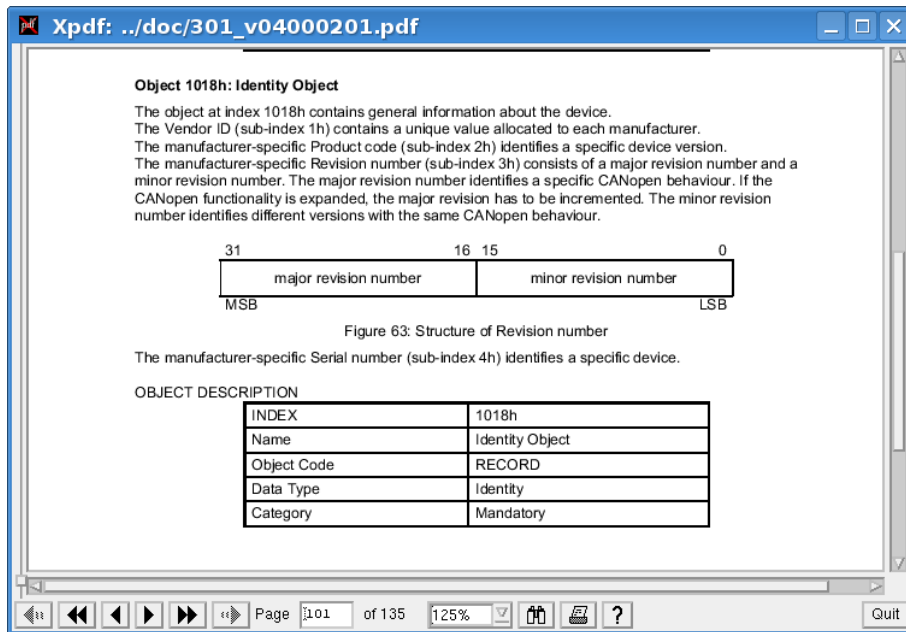 Xpdf: ../doc/301_v04000201.pdf
Object 1018h: Identity Object
The object at index 1018h contains general information about the device.
The Vendor ID (sub-index 1h) contains a unique value allocated to each manufacturer.
The manufacturer-specific Product code (sub-index 2h) identifies a specific device version.
The manufacturer-specific Revision number (sub-index 3h) consists of a major revision number and a
minor revision number. The major revision number identifies a specific CANopen behaviour. If the
CANopen functionality is expanded, the major revision has to be incremented. The minor revision
number identifies different versions with the same CANopen behaviour.
31 16 15 0
major revision number minor revision number
MSB LSB
Figure 63: Structure of Revision number
The manufacturer-specific Serial number (sub-index 4h) identifies a specific device.
OBJECT DESCRIPTION
INDEX 1018h
Name Identity Object
Object Code RECORD
Data Type Identity
Category Mandatory
Page 101 of 135 125% ? Quit